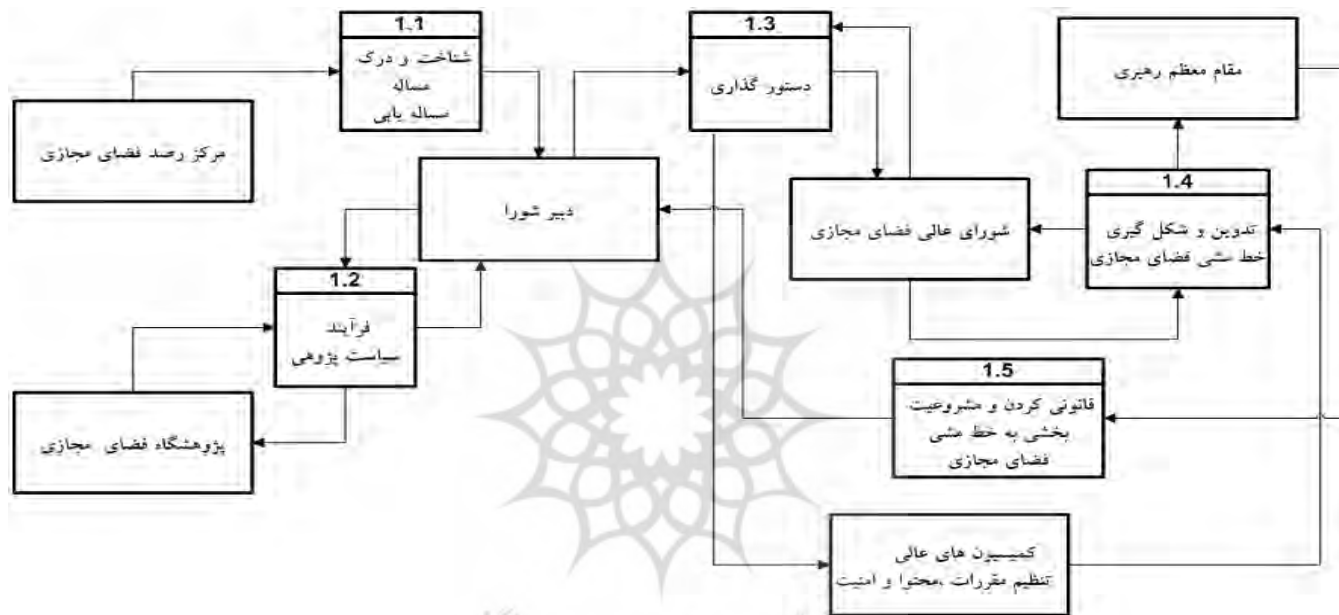 1.1
شناخت و درک
مساله
مساله یابی
1.3
دستور گذاری
مقام معظم رهبری
مرکز رصد فضای مجازی
دبیر شورا
شورای عالی فضای مجازی
1.4
تدوین و شکل گیری
خط مشی فضای مجازی
1.2
فرآیند
سیاست پژوهی
پژوهشگاه فضای مجازی
1.5
قانونی کردن و مشروعیت
بخشی به خط مشی
فضای مجازی
کمیسیون های عالی
تنظیم مقررات ،محتوا و امنیت